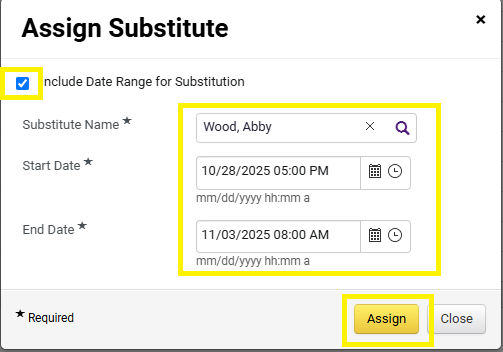 Assign Substitute ×
Include Date Range for Substitution
Substitute Name ★ Wood, Abby ×
Start Date ★ 10/28/2025 05:00 PM
mm/dd/yyyy hh:mm a
End Date ★ 11/03/2025 08:00 AM
mm/dd/yyyy hh:mm a
★ Required Assign Close